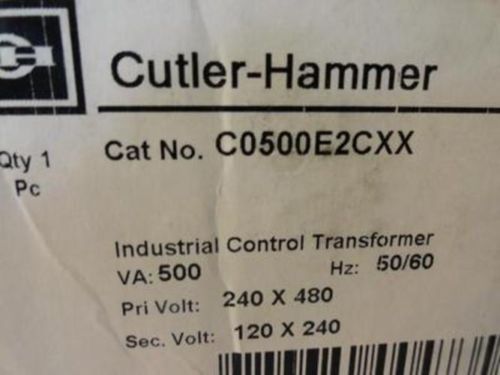 Cutler-Hammer
Cat No. C0500E2CXX
Qty 1
Pc
Industrial Control Transformer
VA: 500 Hz: 50/60
Pri Volt: 240 X 480
Sec. Volt: 120 X 240